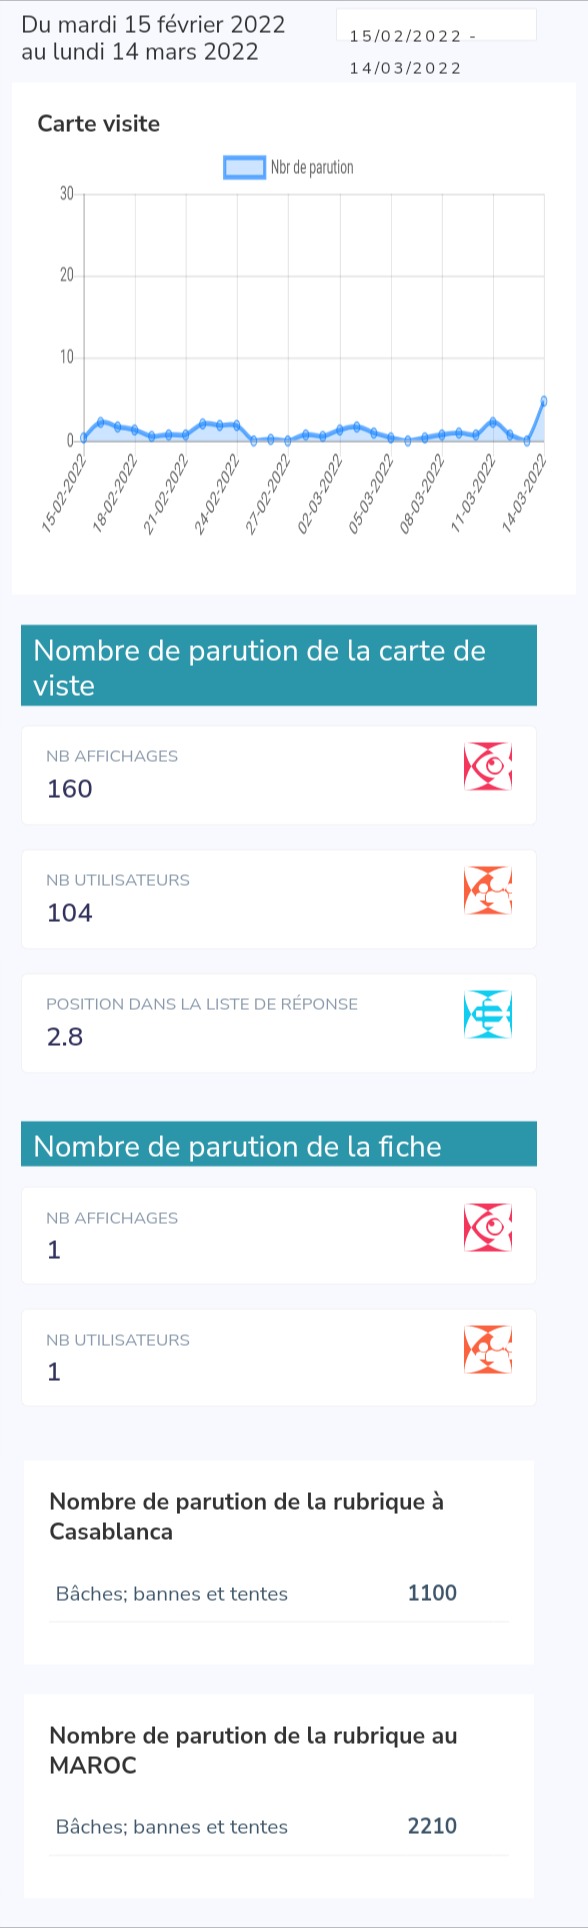 Du mardi 15 février 2022
au lundi 14 mars 2022
15/02/2022 -
14/03/2022
Carte visite
Nbr de parution
30
20
10
0
15-02-2022
18-02-2022
21-02-2022
24-02-2022
27-02-2022
02-03-2022
05-03-2022
08-03-2022
11-03-2022
14-03-2022
Nombre de parution de la carte de
viste
NB AFFICHAGES
160
NB UTILISATEURS
104
POSITION DANS LA LISTE DE RÉPONSE
2.8
Nombre de parution de la fiche
NB AFFICHAGES
1
NB UTILISATEURS
1
Nombre de parution de la rubrique à
Casablanca
Bâches; bannes et tentes 1100
Nombre de parution de la rubrique au
MAROC
Bâches; bannes et tentes 2210